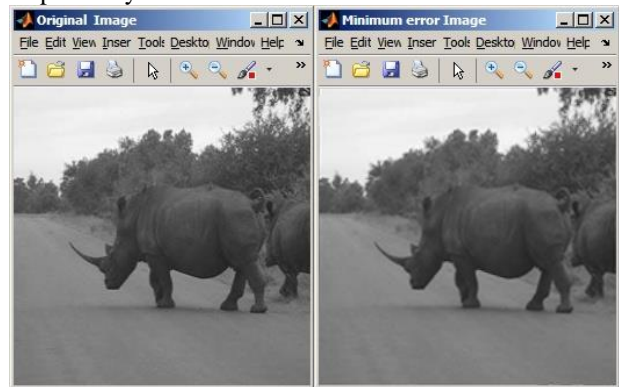 Original Image
Minimum error Image
File Edit View Inser Tools Deskto Window Help
File Edit View Inser Tools Deskto Window Help